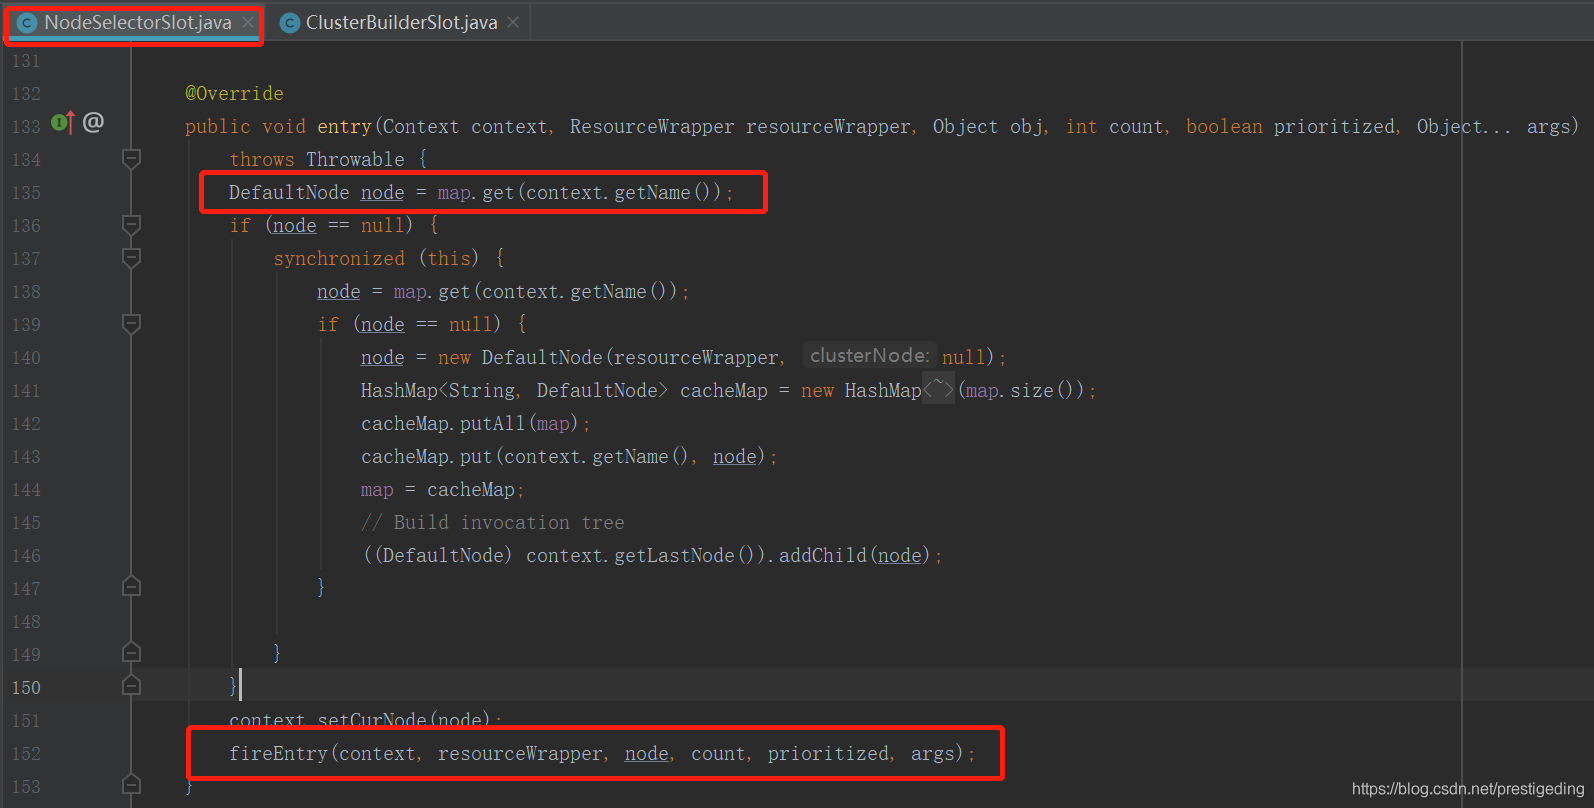 NodeSelectorSlot.java × ClusterBuilderSlot.java ×
131
132 @Override
133 @ public void entry(Context context, ResourceWrapper resourceWrapper, Object obj, int count, boolean prioritized, Object... args)
134 throws Throwable {
135 DefaultNode node = map.get(context.getName());
136 if (node == null) {
137 synchronized (this) {
138 node = map.get(context.getName());
139 if (node == null) {
140 node = new DefaultNode(resourceWrapper, clusterNode: null);
141 HashMap<String, DefaultNode> cacheMap = new HashMap<~>(map.size());
142 cacheMap.putAll(map);
143 cacheMap.put(context.getName(), node);
144 map = cacheMap;
145 // Build invocation tree
146 ((DefaultNode) context.getLastNode()).addChild(node);
147 }
148
149 }
150 }
151 context.setCurNode(node);
152 fireEntry(context, resourceWrapper, node, count, prioritized, args);
153 }
https://blog.csdn.net/prestigeding